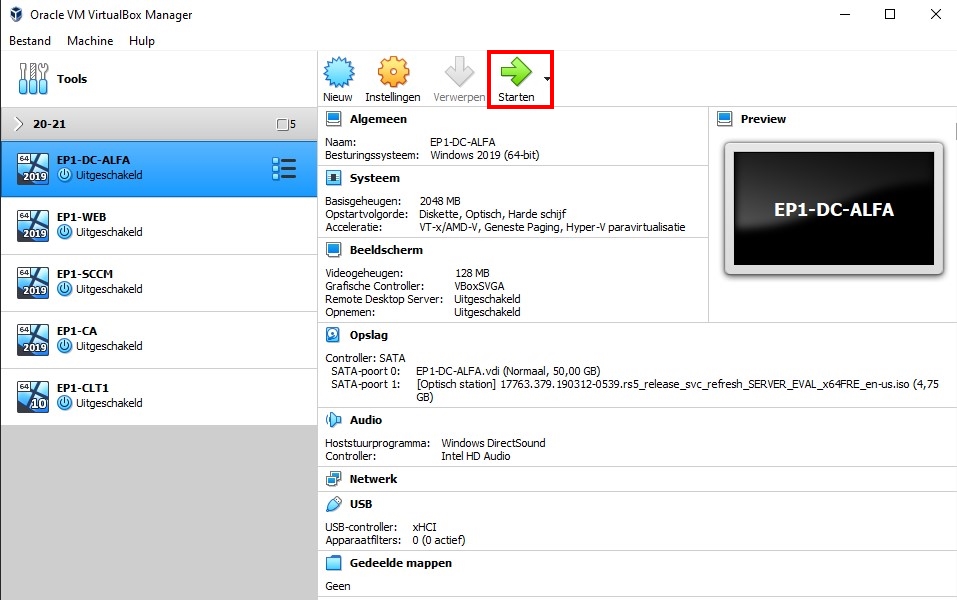 Oracle VM VirtualBox Manager
Bestand Machine Hulp
Tools
Nieuw Instellingen Verwerpen Starten
20-21 5
64 2019 EP1-DC-ALFA
Uitgeschakeld
64 2019 EP1-WEB
Uitgeschakeld
64 2019 EP1-SCCM
Uitgeschakeld
64 2019 EP1-CA
Uitgeschakeld
64 10 EP1-CLT1
Uitgeschakeld
Algemeen
Naam: EP1-DC-ALFA
Besturingssysteem: Windows 2019 (64-bit)
Systeem
Basisgeheugen: 2048 MB
Opstartvolgorde: Diskette, Optisch, Harde schijf
Acceleratie: VT-x/AMD-V, Geneste Paging, Hyper-V paravirtualisatie
Beeldscherm
Videogeheugen: 128 MB
Grafische Controller: VBoxSVGA
Remote Desktop Server: Uitgeschakeld
Opnemen: Uitgeschakeld
Preview
EP1-DC-ALFA
Opslag
Controller: SATA
SATA-poort 0: EP1-DC-ALFA.vdi (Normaal, 50,00 GB)
SATA-poort 1: [Optisch station] 17763.379.190312-0539.rs5_release_svc_refresh_SERVER_EVAL_x64FRE_en-us.iso (4,75
GB)
Audio
Hoststuurprogramma: Windows DirectSound
Controller: Intel HD Audio
Netwerk
USB
USB-controller: xHCI
Apparaatfilters: 0 (0 actief)
Gedeelde mappen
Geen